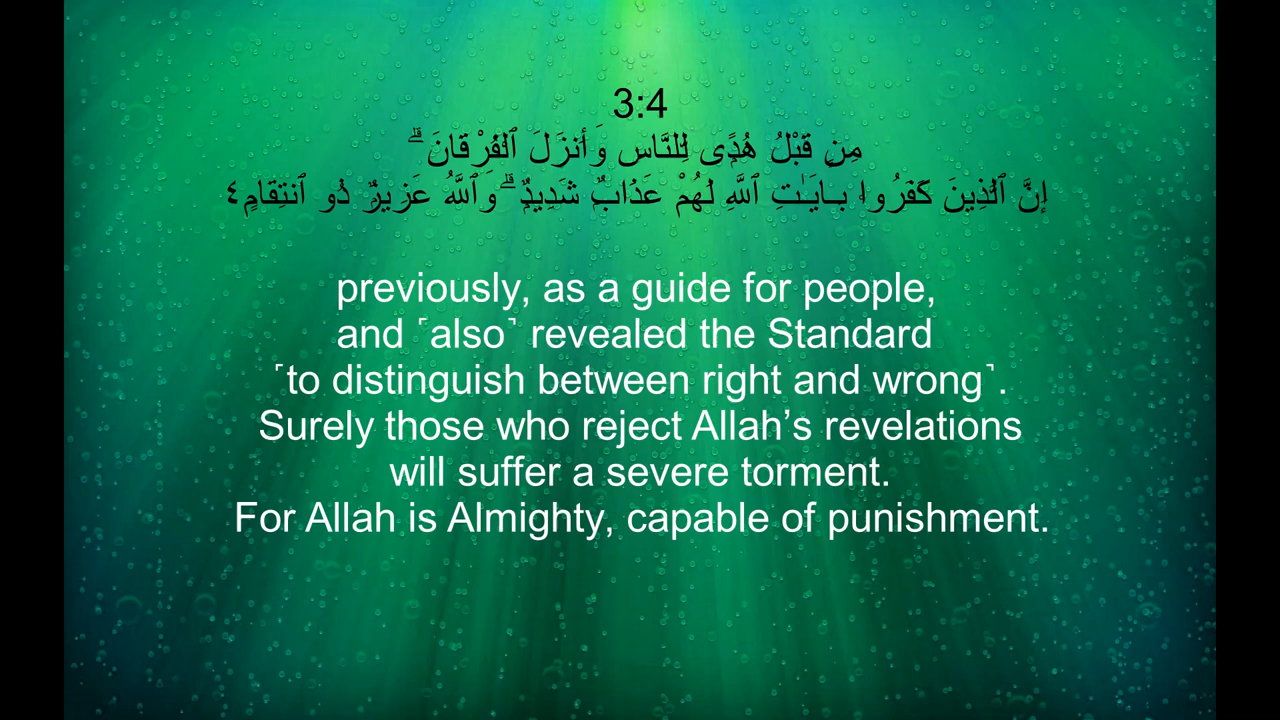 3:4
مِن قَبْلُ هُدًى لِّلنَّاسِ وَأَنزَلَ ٱلْفُرْقَانَ ۗ
إِنَّ ٱلَّذِينَ كَفَرُوا۟ بِـَٔايَـٰتِ ٱللَّهِ لَهُمْ عَذَابٌ شَدِيدٌ ۗ وَٱللَّهُ عَزِيزٌ ذُو ٱنتِقَامٍ ٤
previously, as a guide for people,
and ˹also˺ revealed the Standard
˹to distinguish between right and wrong˺.
Surely those who reject Allah’s revelations
will suffer a severe torment.
For Allah is Almighty, capable of punishment.